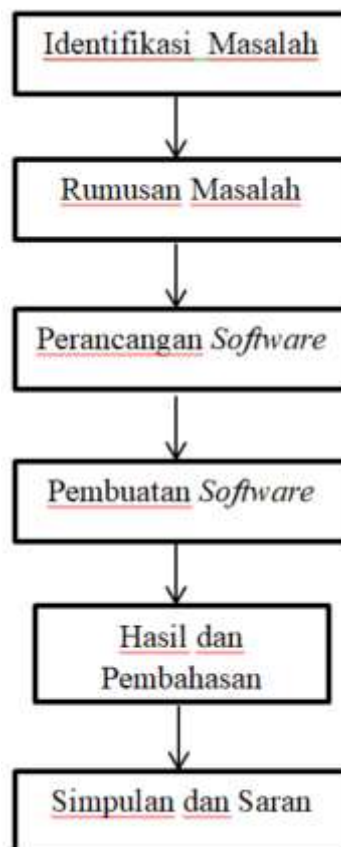 Identifikasi Masalah
Rumusan Masalah
Perancangan Software
Pembuatan Software
Hasil dan
Pembahasan
Simpulan dan Saran